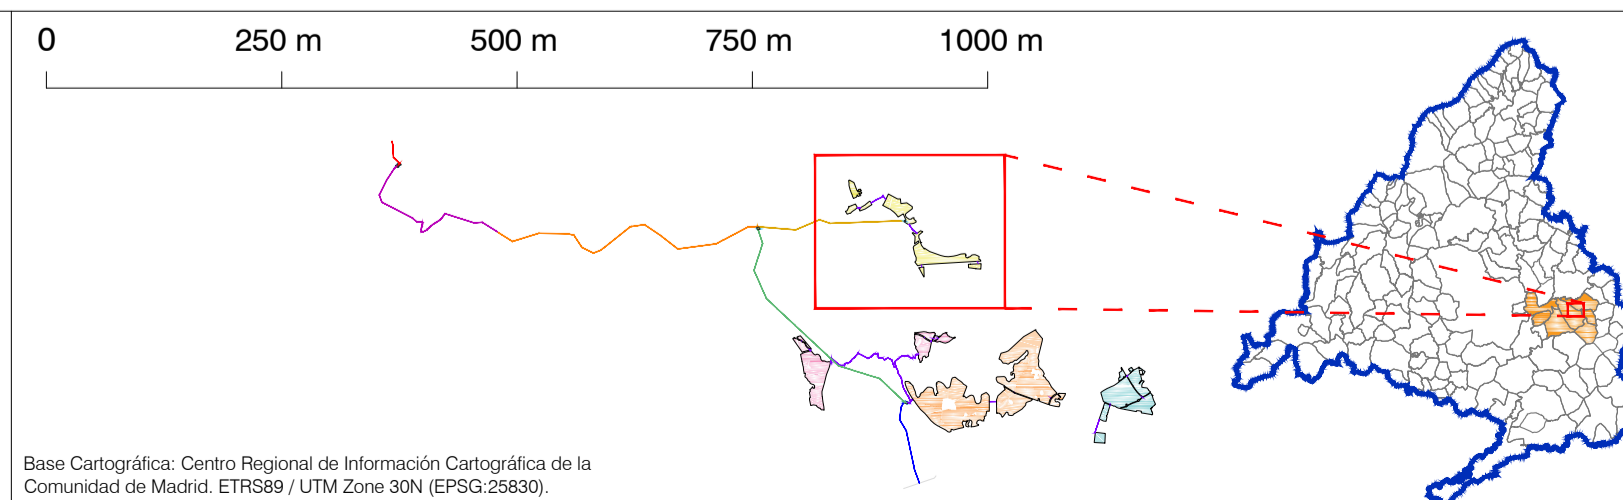 0 250 m 500 m 750 m 1000 m
Base Cartográfica: Centro Regional de Información Cartográfica de la
Comunidad de Madrid. ETRS89 / UTM Zone 30N (EPSG:25830).